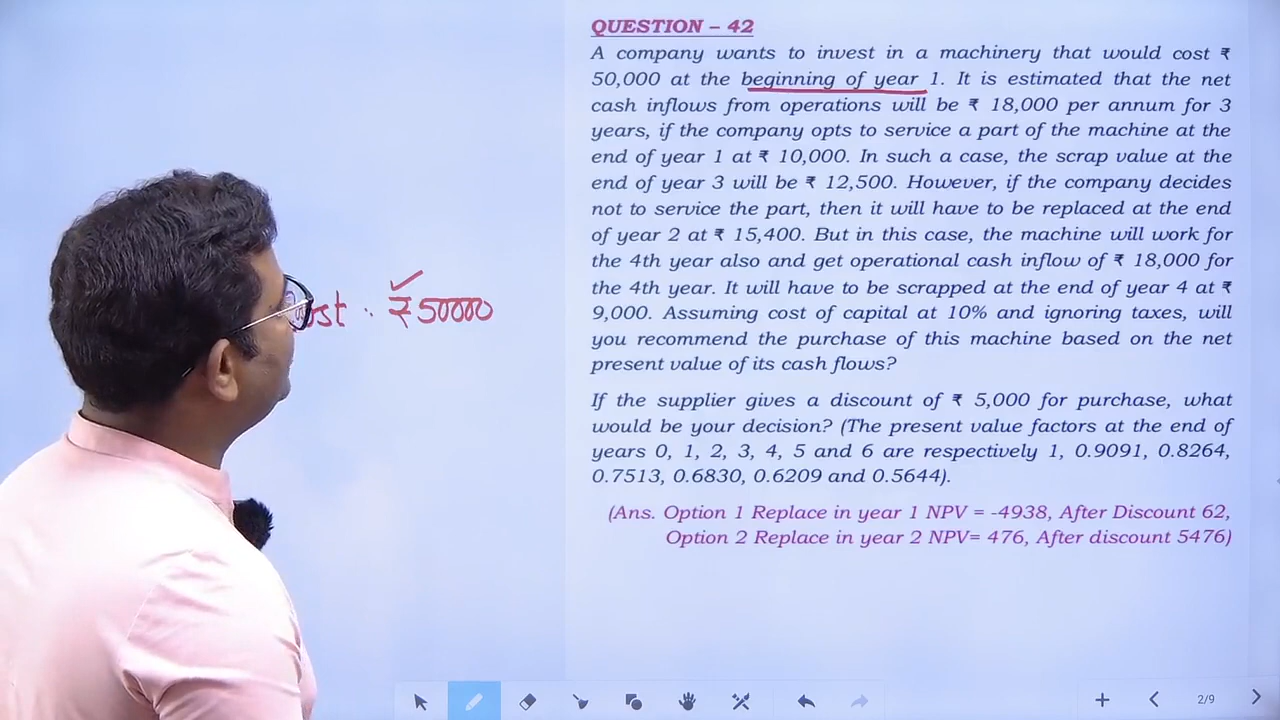 QUESTION – 42
A company wants to invest in a machinery that would cost ₹
50,000 at the beginning of year 1. It is estimated that the net
cash inflows from operations will be ₹ 18,000 per annum for 3
years, if the company opts to service a part of the machine at the
end of year 1 at ₹ 10,000. In such a case, the scrap value at the
end of year 3 will be ₹ 12,500. However, if the company decides
not to service the part, then it will have to be replaced at the end
of year 2 at ₹ 15,400. But in this case, the machine will work for
the 4th year also and get operational cash inflow of ₹ 18,000 for
the 4th year. It will have to be scrapped at the end of year 4 at ₹
9,000. Assuming cost of capital at 10% and ignoring taxes, will
you recommend the purchase of this machine based on the net
present value of its cash flows?
If the supplier gives a discount of ₹ 5,000 for purchase, what
would be your decision? (The present value factors at the end of
years 0, 1, 2, 3, 4, 5 and 6 are respectively 1, 0.9091, 0.8264,
0.7513, 0.6830, 0.6209 and 0.5644).
(Ans. Option 1 Replace in year 1 NPV = -4938, After Discount 62,
Option 2 Replace in year 2 NPV= 476, After discount 5476)
₹50000
2/9